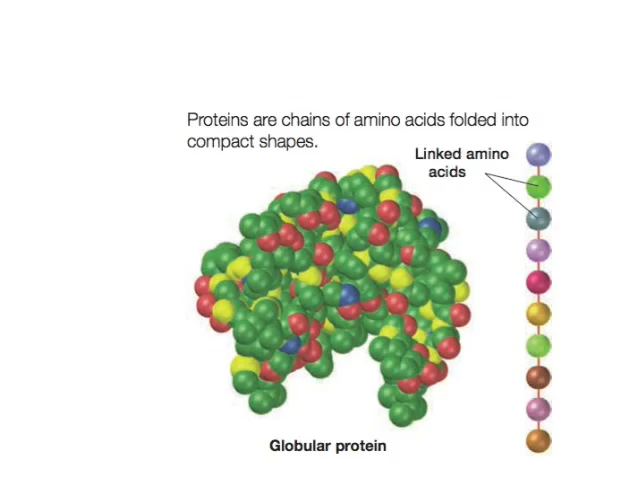 Proteins are chains of amino acids folded into
compact shapes.
Linked amino
acids
Globular protein